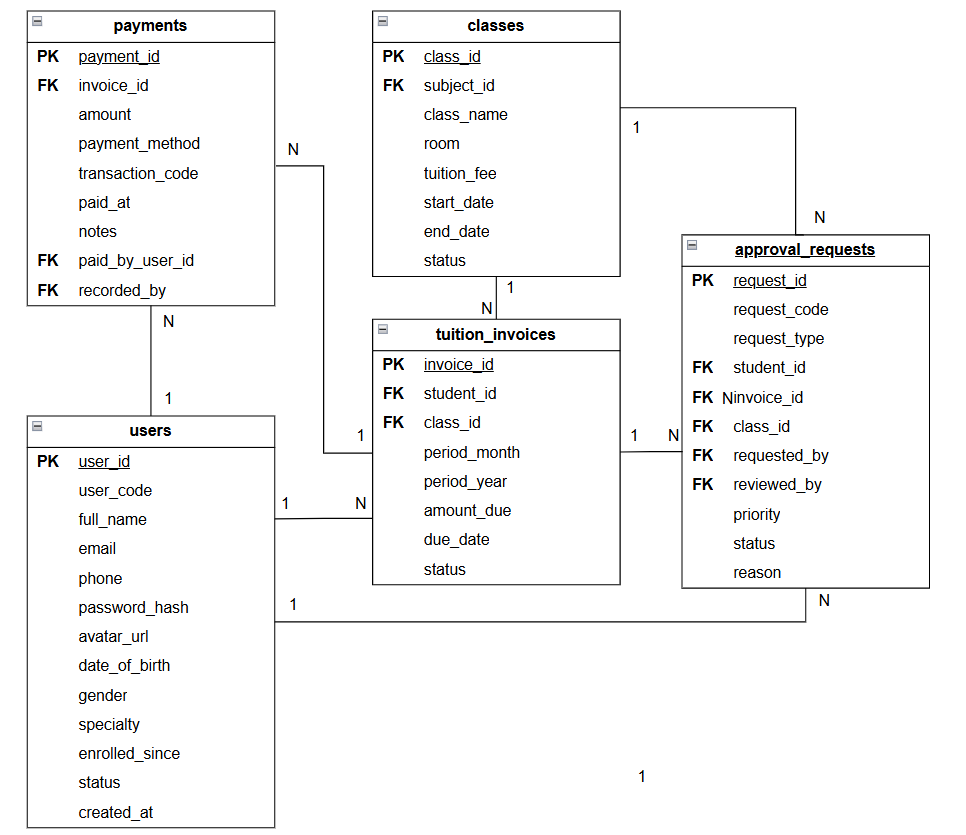 payments
PK payment_id
FK invoice_id
amount
payment_method
transaction_code
paid_at
notes
FK paid_by_user_id
FK recorded_by
classes
PK class_id
FK subject_id
class_name
room
tuition_fee
start_date
end_date
status
1
N
N
1
N
approval_requests
PK request_id
request_code
request_type
FK student_id
FK Ninvoice_id
FK class_id
FK requested_by
FK reviewed_by
priority
status
reason
tuition_invoices
PK invoice_id
FK student_id
FK class_id
period_month
period_year
amount_due
due_date
status
N
1
1
1 N
users
PK user_id
user_code
full_name
email
phone
password_hash
avatar_url
date_of_birth
gender
specialty
enrolled_since
status
created_at
1 N
1
N
1